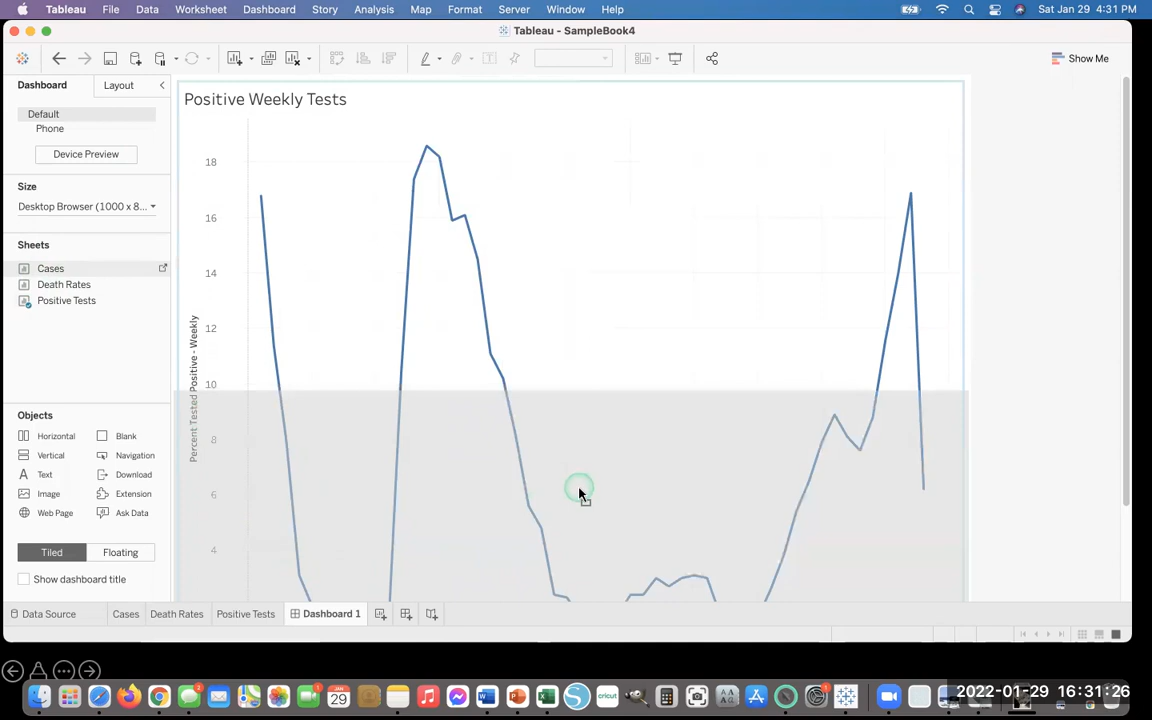 Tableau File Data Worksheet Dashboard Story Analysis Map Format Server Window Help Sat Jan 29 4:31 PM
Tableau - SampleBook4
Show Me
Dashboard Layout
Default
Phone
Device Preview
Size
Desktop Browser (1000 x 8...
Sheets
Cases
Death Rates
Positive Tests
Objects
Horizontal Blank
Vertical Navigation
Text Download
Image Extension
Web Page Ask Data
Tiled Floating
Show dashboard title
Positive Weekly Tests
18
16
14
12
10
8
6
4
Percent Tested Positive - Weekly
Data Source Cases Death Rates Positive Tests Dashboard 1
JAN
29
2022-01-29 16:31:26